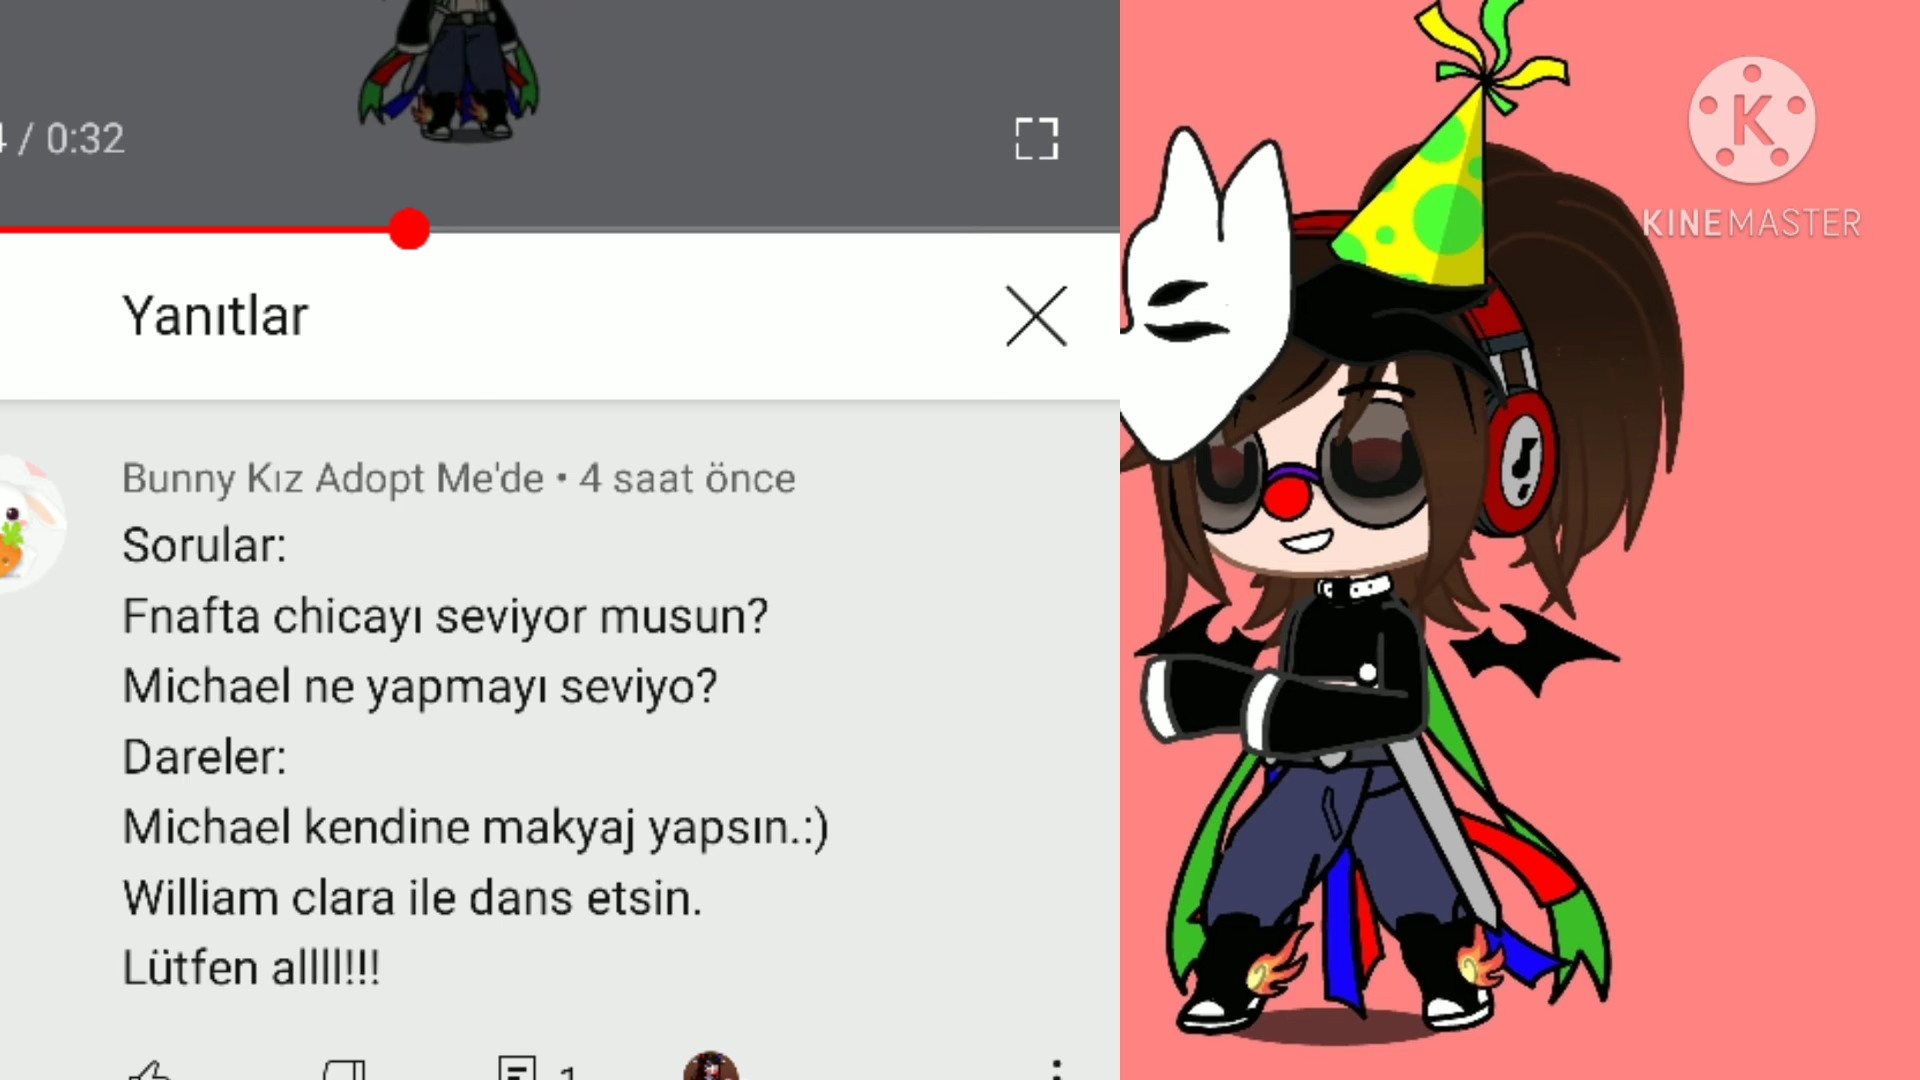 / 0:32
Yanıtlar
Bunny Kız Adopt Me'de • 4 saat önce
Sorular:
Fnafta chicayı seviyor musun?
Michael ne yapmayı seviyo?
Dareler:
Michael kendine makyaj yapsın.:)
William clara ile dans etsin.
Lütfen allll!!!
1
K
KINEMASTER